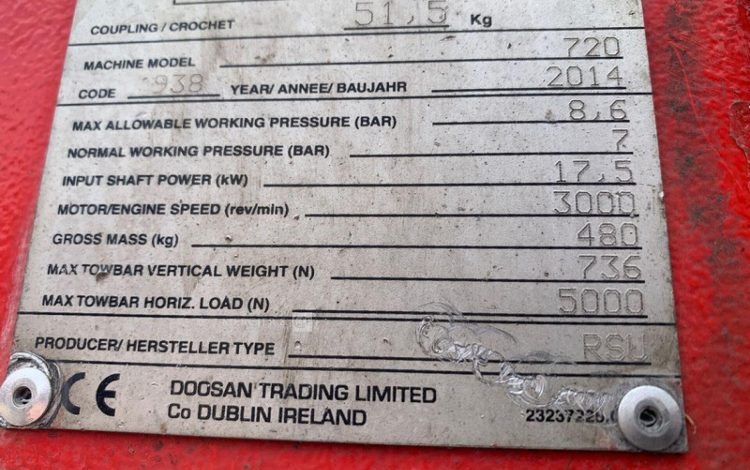 COUPLING / CROCHET 51,5 Kg
MACHINE MODEL 720
CODE 938 YEAR/ ANNEE/ BAUJAHR 2014
MAX ALLOWABLE WORKING PRESSURE (BAR) 8,6
NORMAL WORKING PRESSURE (BAR) 7
INPUT SHAFT POWER (kW) 17,5
MOTOR/ENGINE SPEED (rev/min) 3000
GROSS MASS (kg) 480
MAX TOWBAR VERTICAL WEIGHT (N) 736
MAX TOWBAR HORIZ. LOAD (N) 5000
PRODUCER/ HERSTELLER TYPE RSU
CE DOOSAN TRADING LIMITED
Co DUBLIN IRELAND